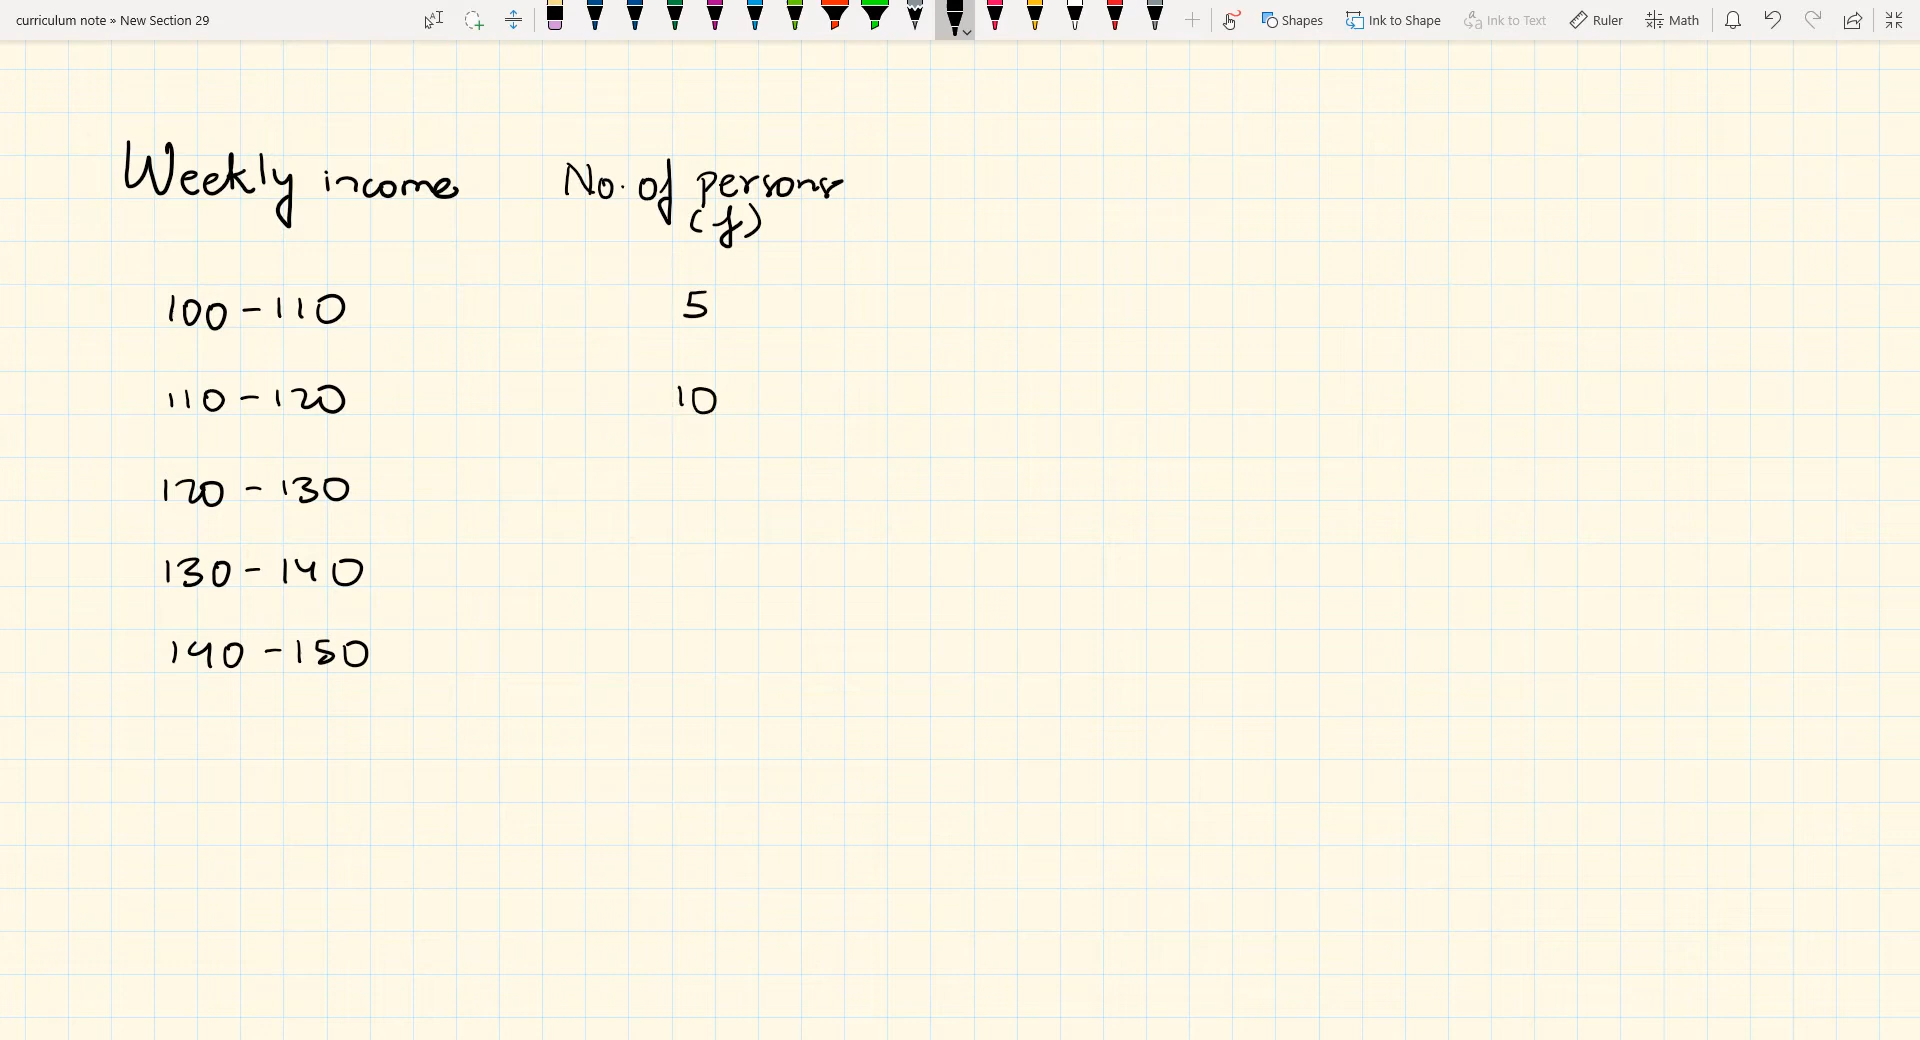 curriculum note » New Section 29
Shapes Ink to Shape Ink to Text Ruler Math
Weekly income No. of persons
(f)
100 - 110 5
110 - 120 10
120 - 130
130 - 140
140 - 150